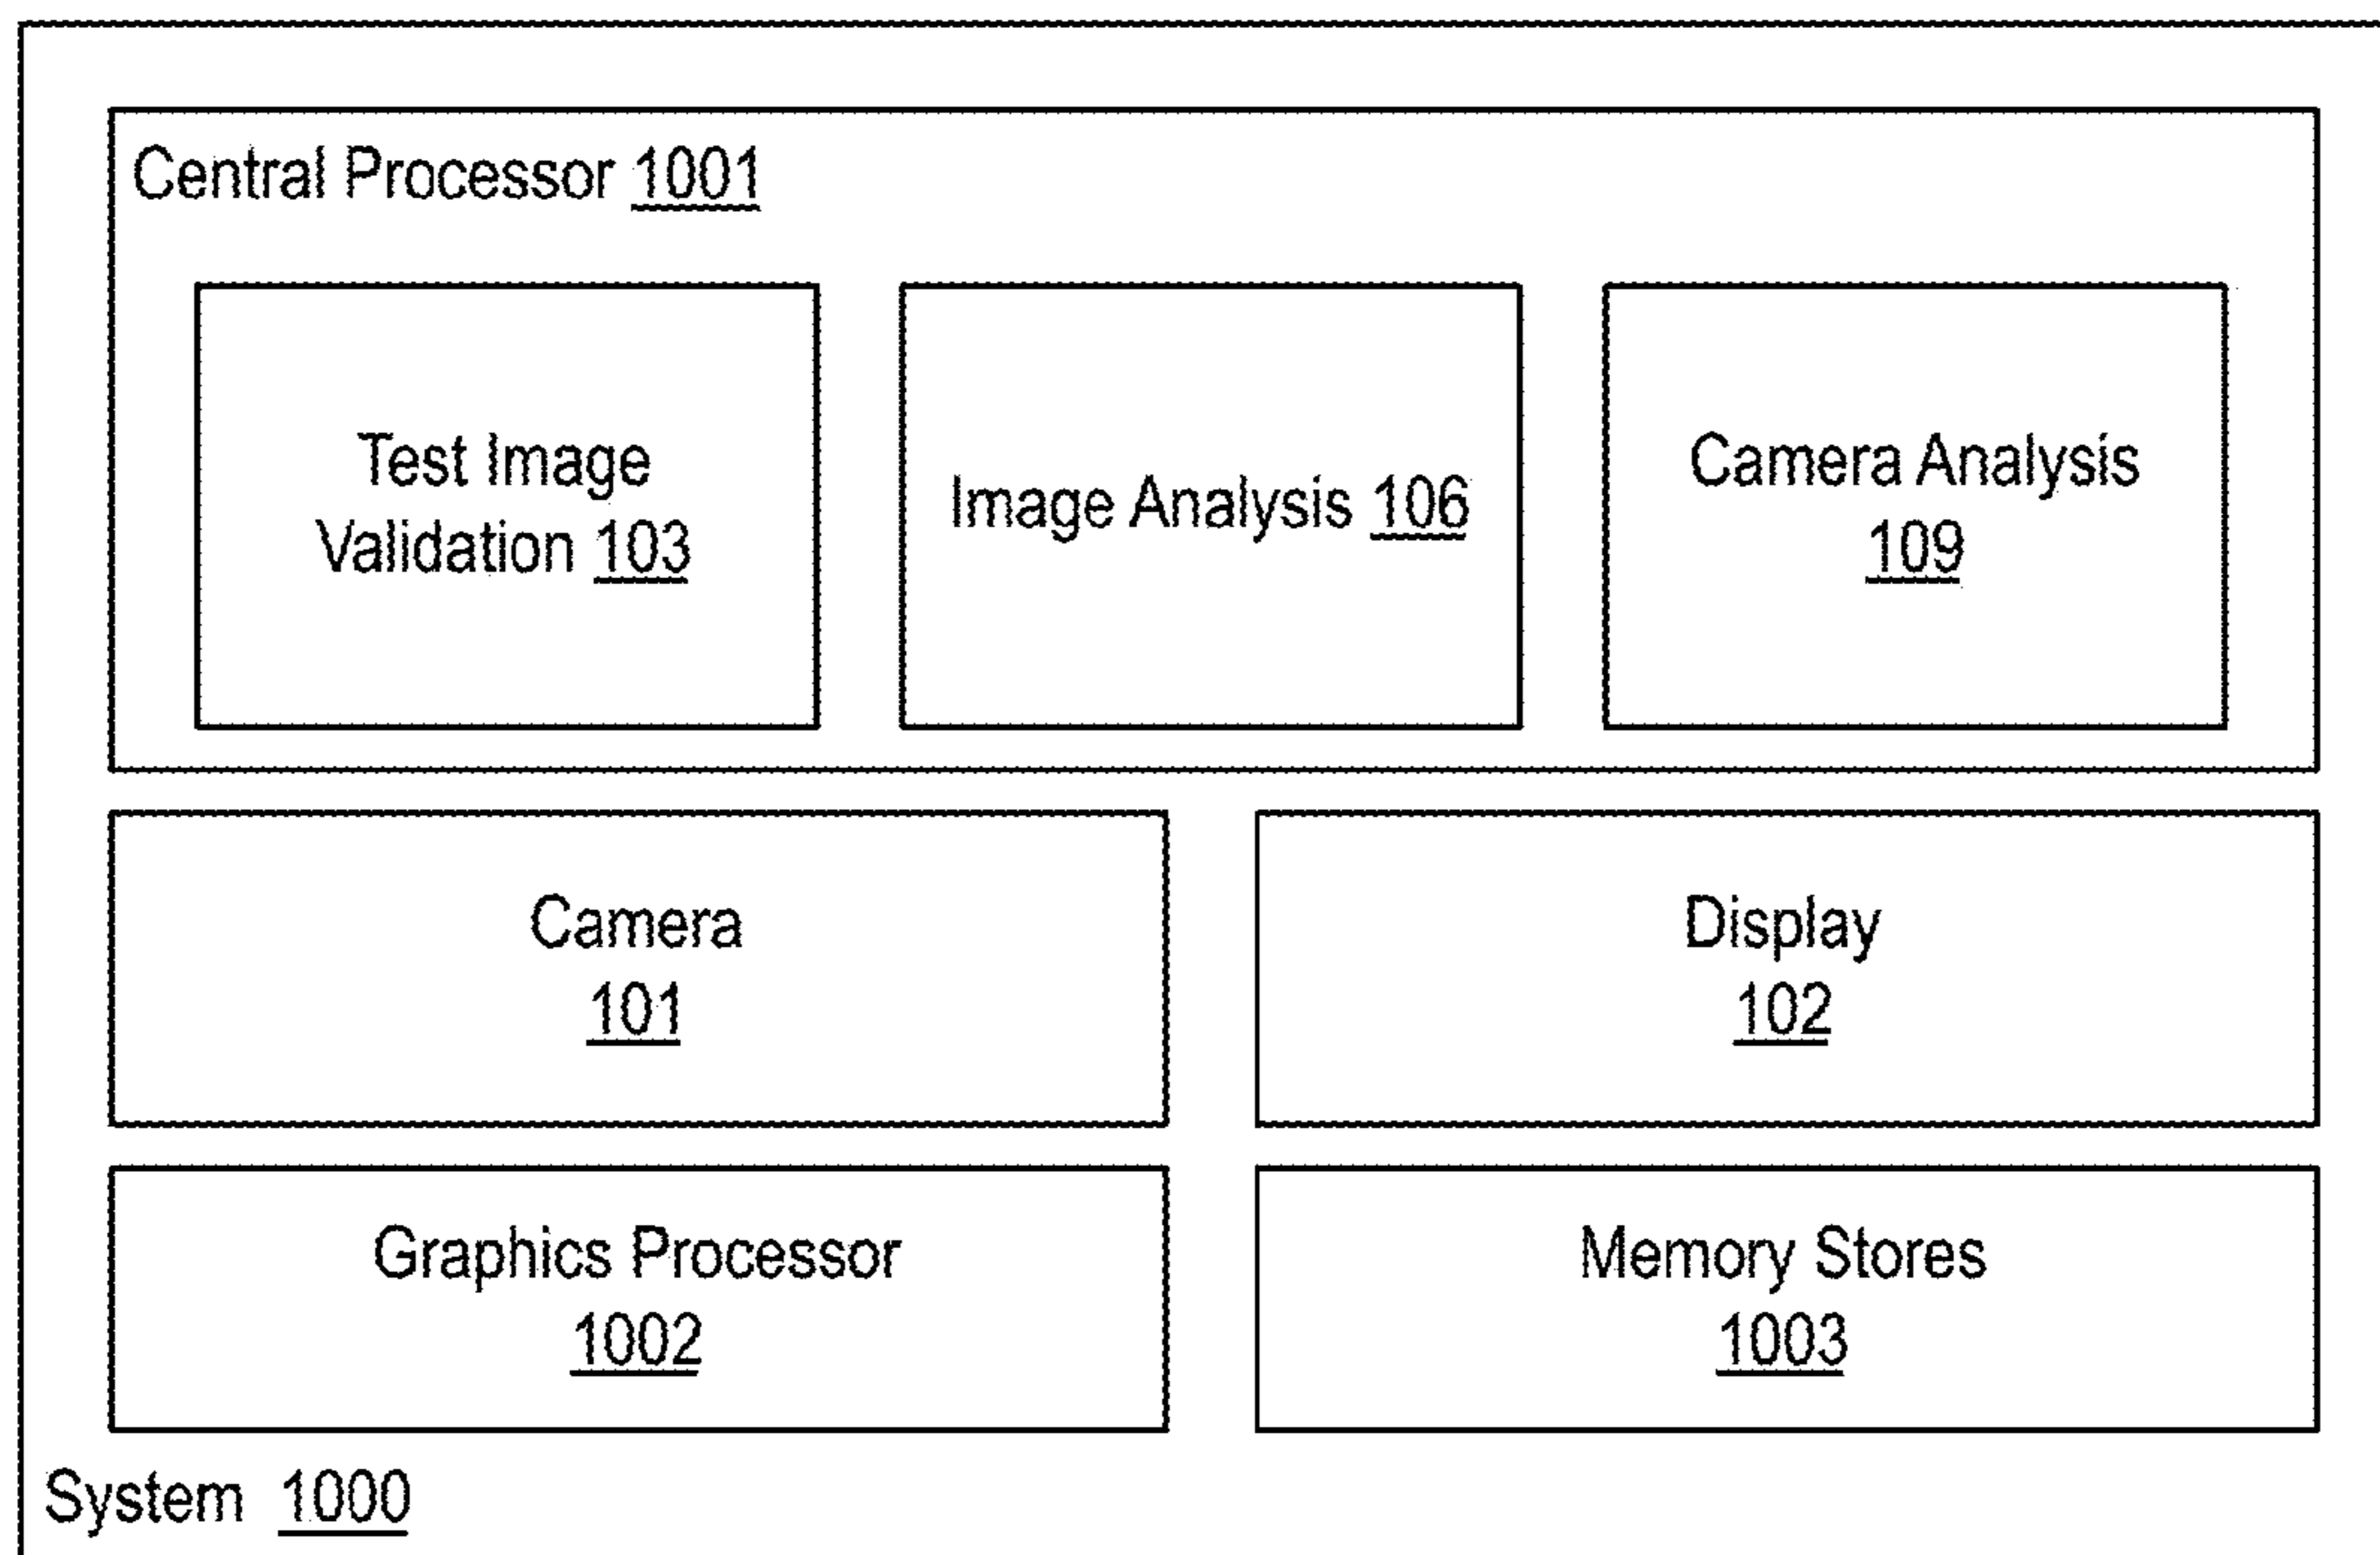 Central Processor 1001
Test Image
Validation 103
Image Analysis 106
Camera Analysis
109
Camera
101
Display
102
Graphics Processor
1002
Memory Stores
1003
System 1000